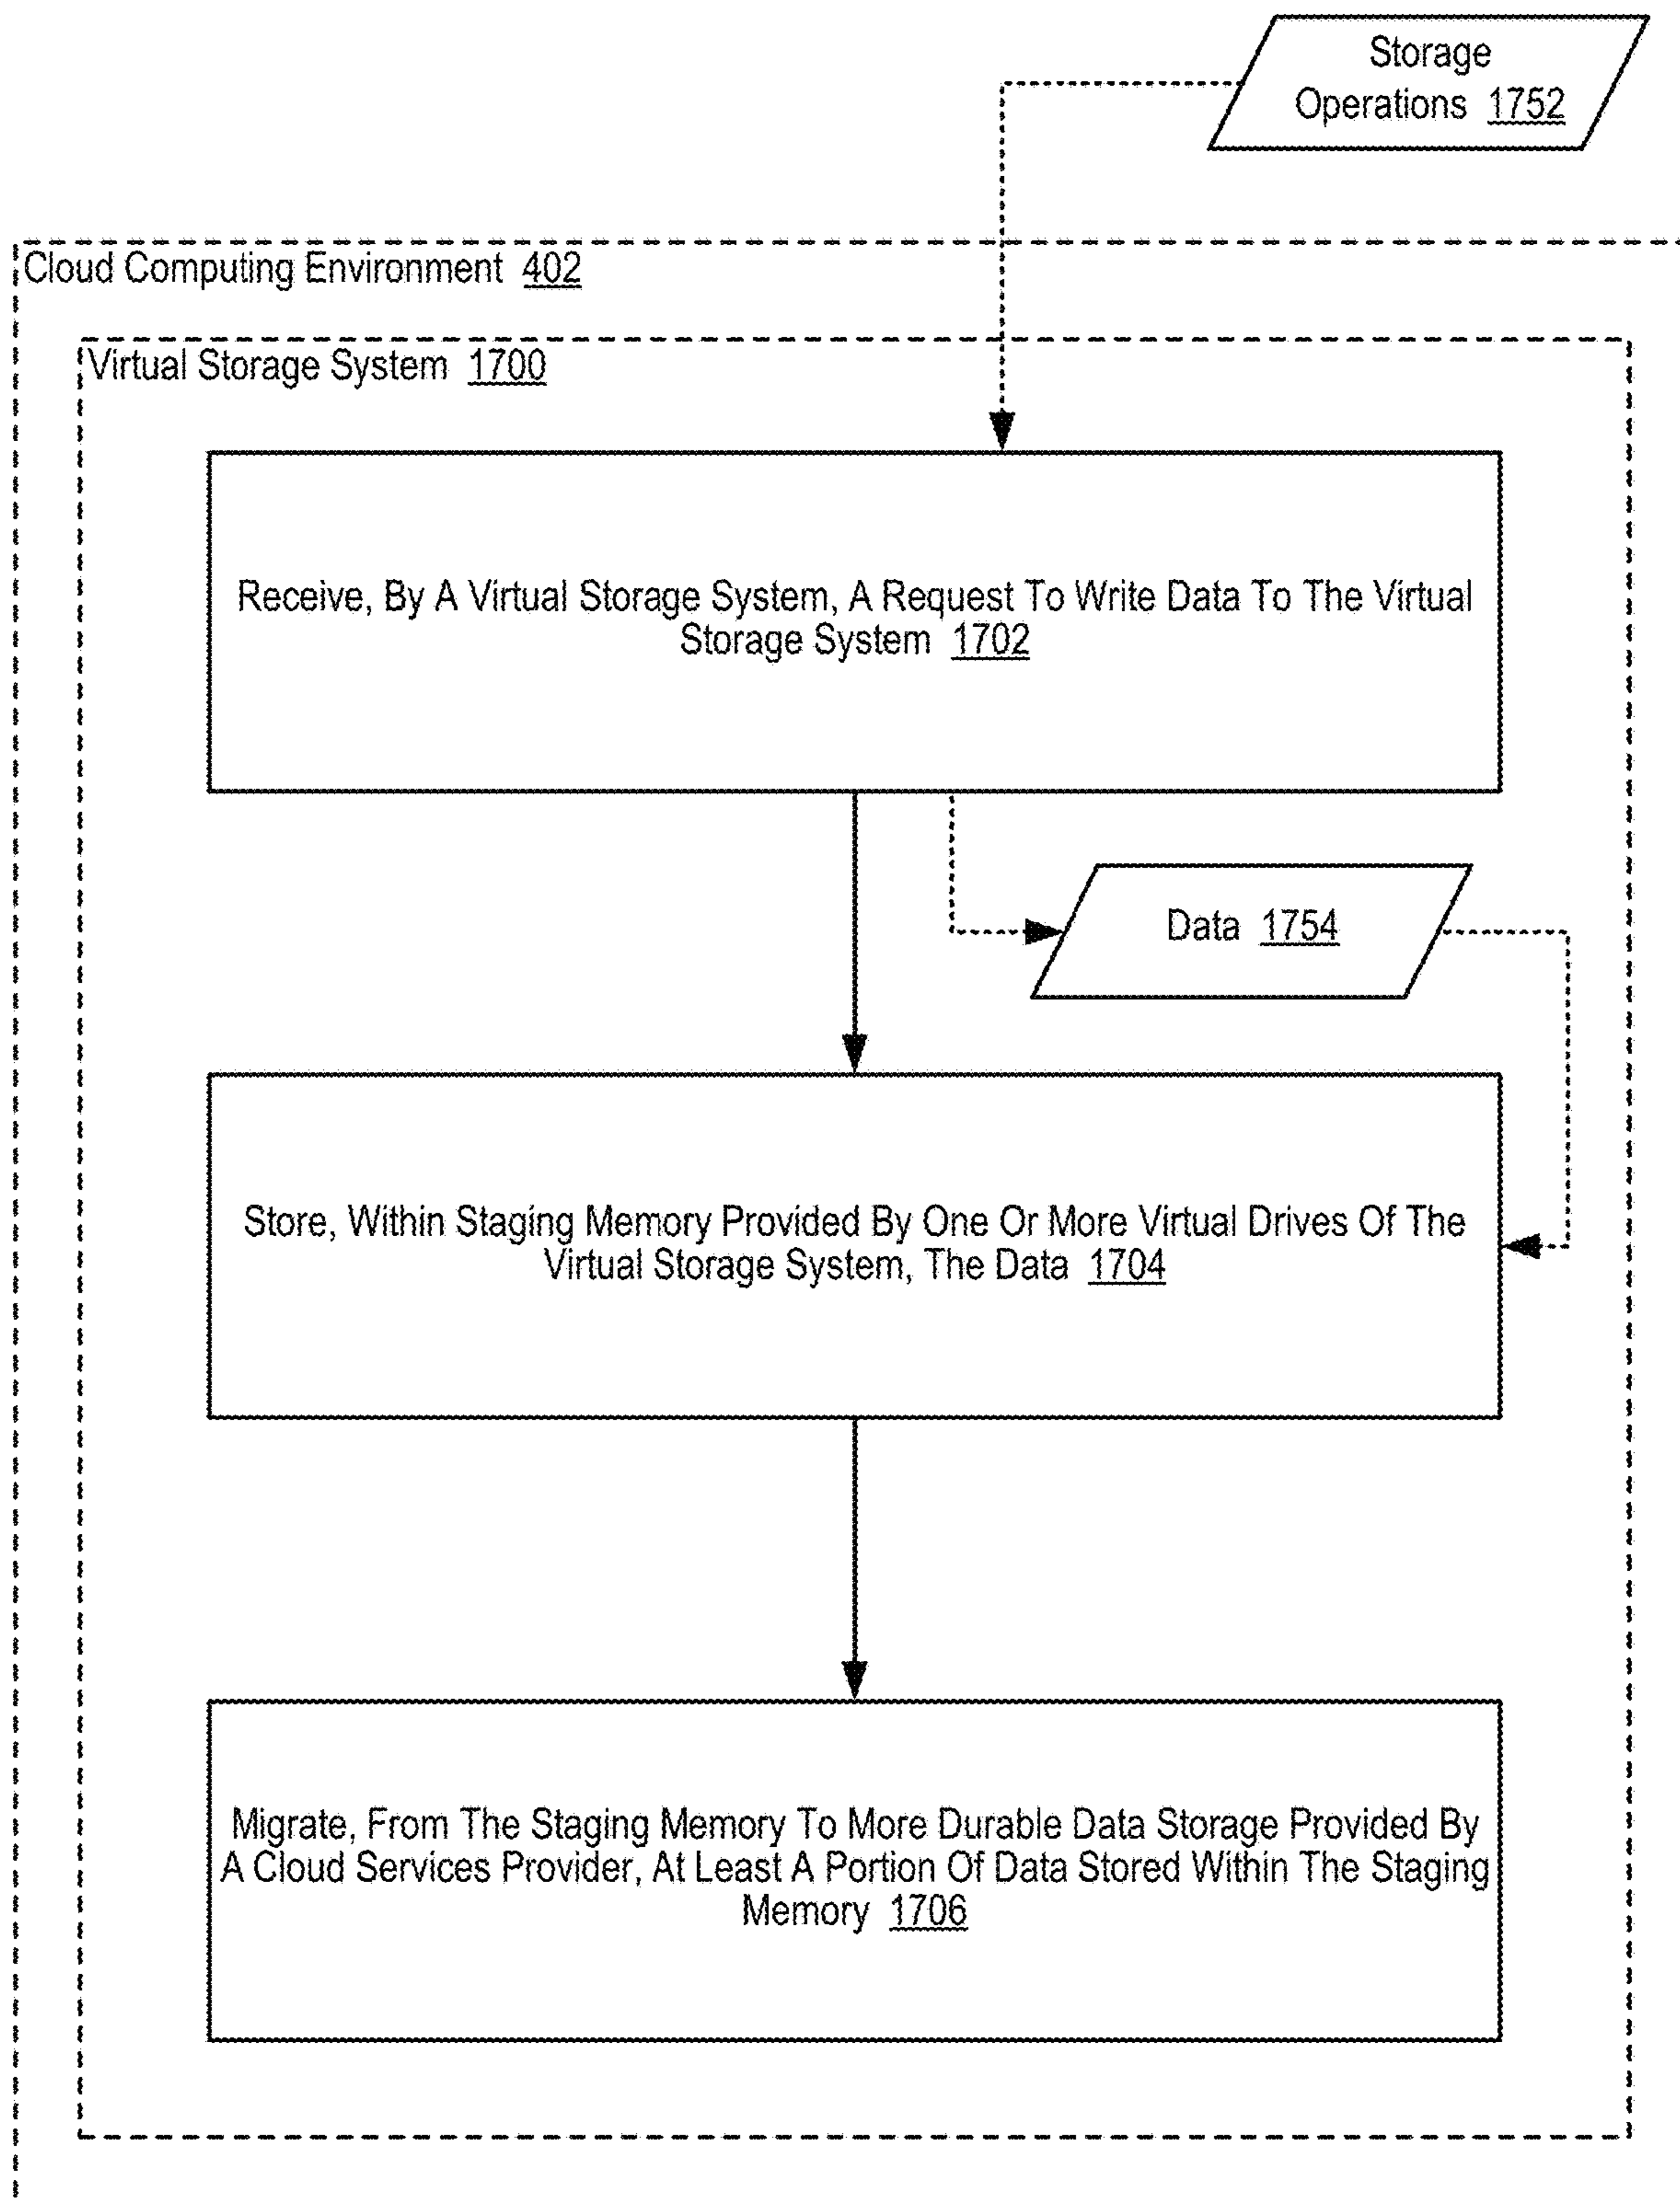 Storage
Operations 1752
Cloud Computing Environment 402
Virtual Storage System 1700
Receive, By A Virtual Storage System, A Request To Write Data To The Virtual
Storage System 1702
Data 1754
Store, Within Staging Memory Provided By One Or More Virtual Drives Of The
Virtual Storage System, The Data 1704
Migrate, From The Staging Memory To More Durable Data Storage Provided By
A Cloud Services Provider, At Least A Portion Of Data Stored Within The Staging
Memory 1706